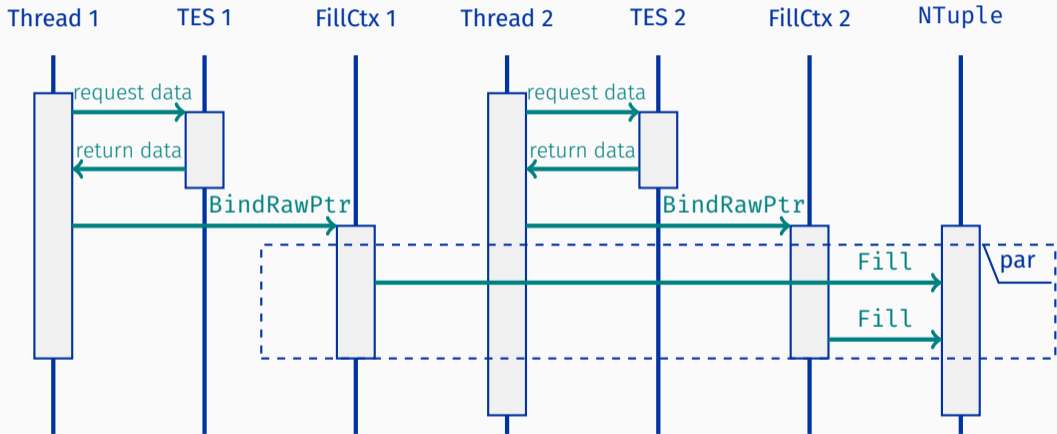 Thread 1 TES 1 FillCtx 1 Thread 2 TES 2 FillCtx 2 NTuple
request data request data
return data return data
BindRawPtr BindRawPtr
Fill par
Fill